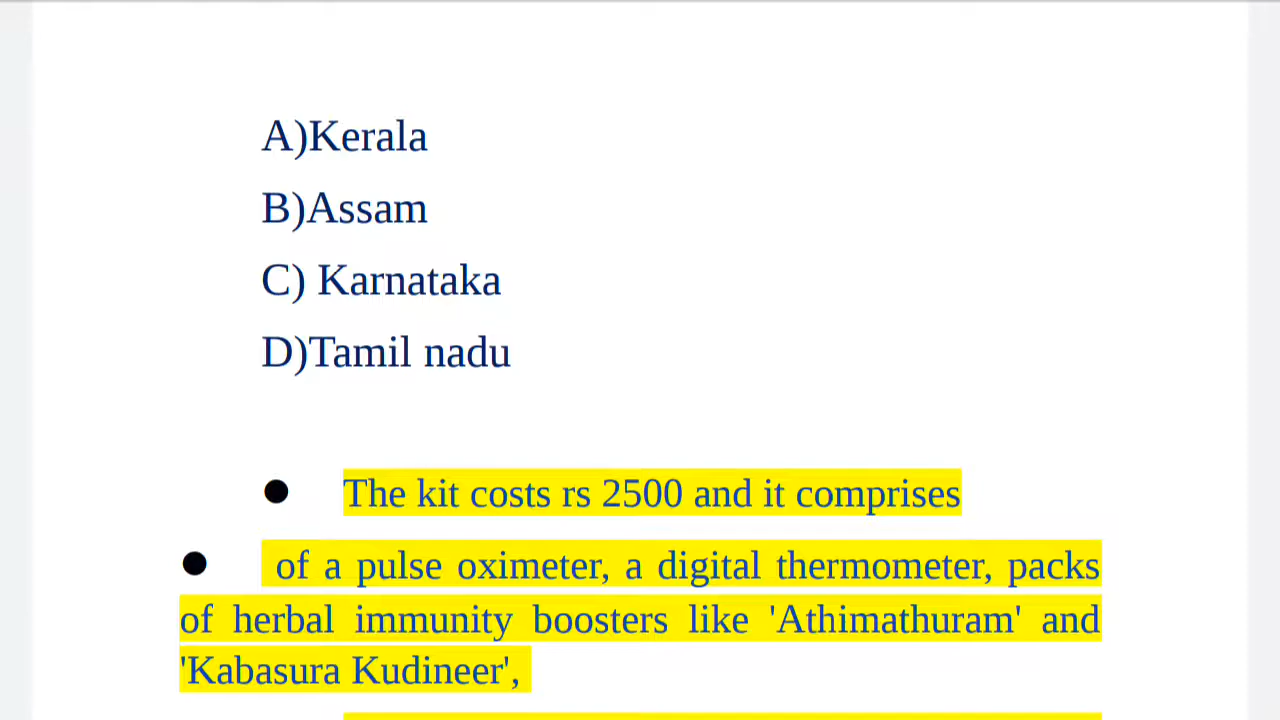 A)Kerala
B)Assam
C) Karnataka
D)Tamil nadu
● The kit costs rs 2500 and it comprises
● of a pulse oximeter, a digital thermometer, packs
of herbal immunity boosters like 'Athimathuram' and
'Kabasura Kudineer',